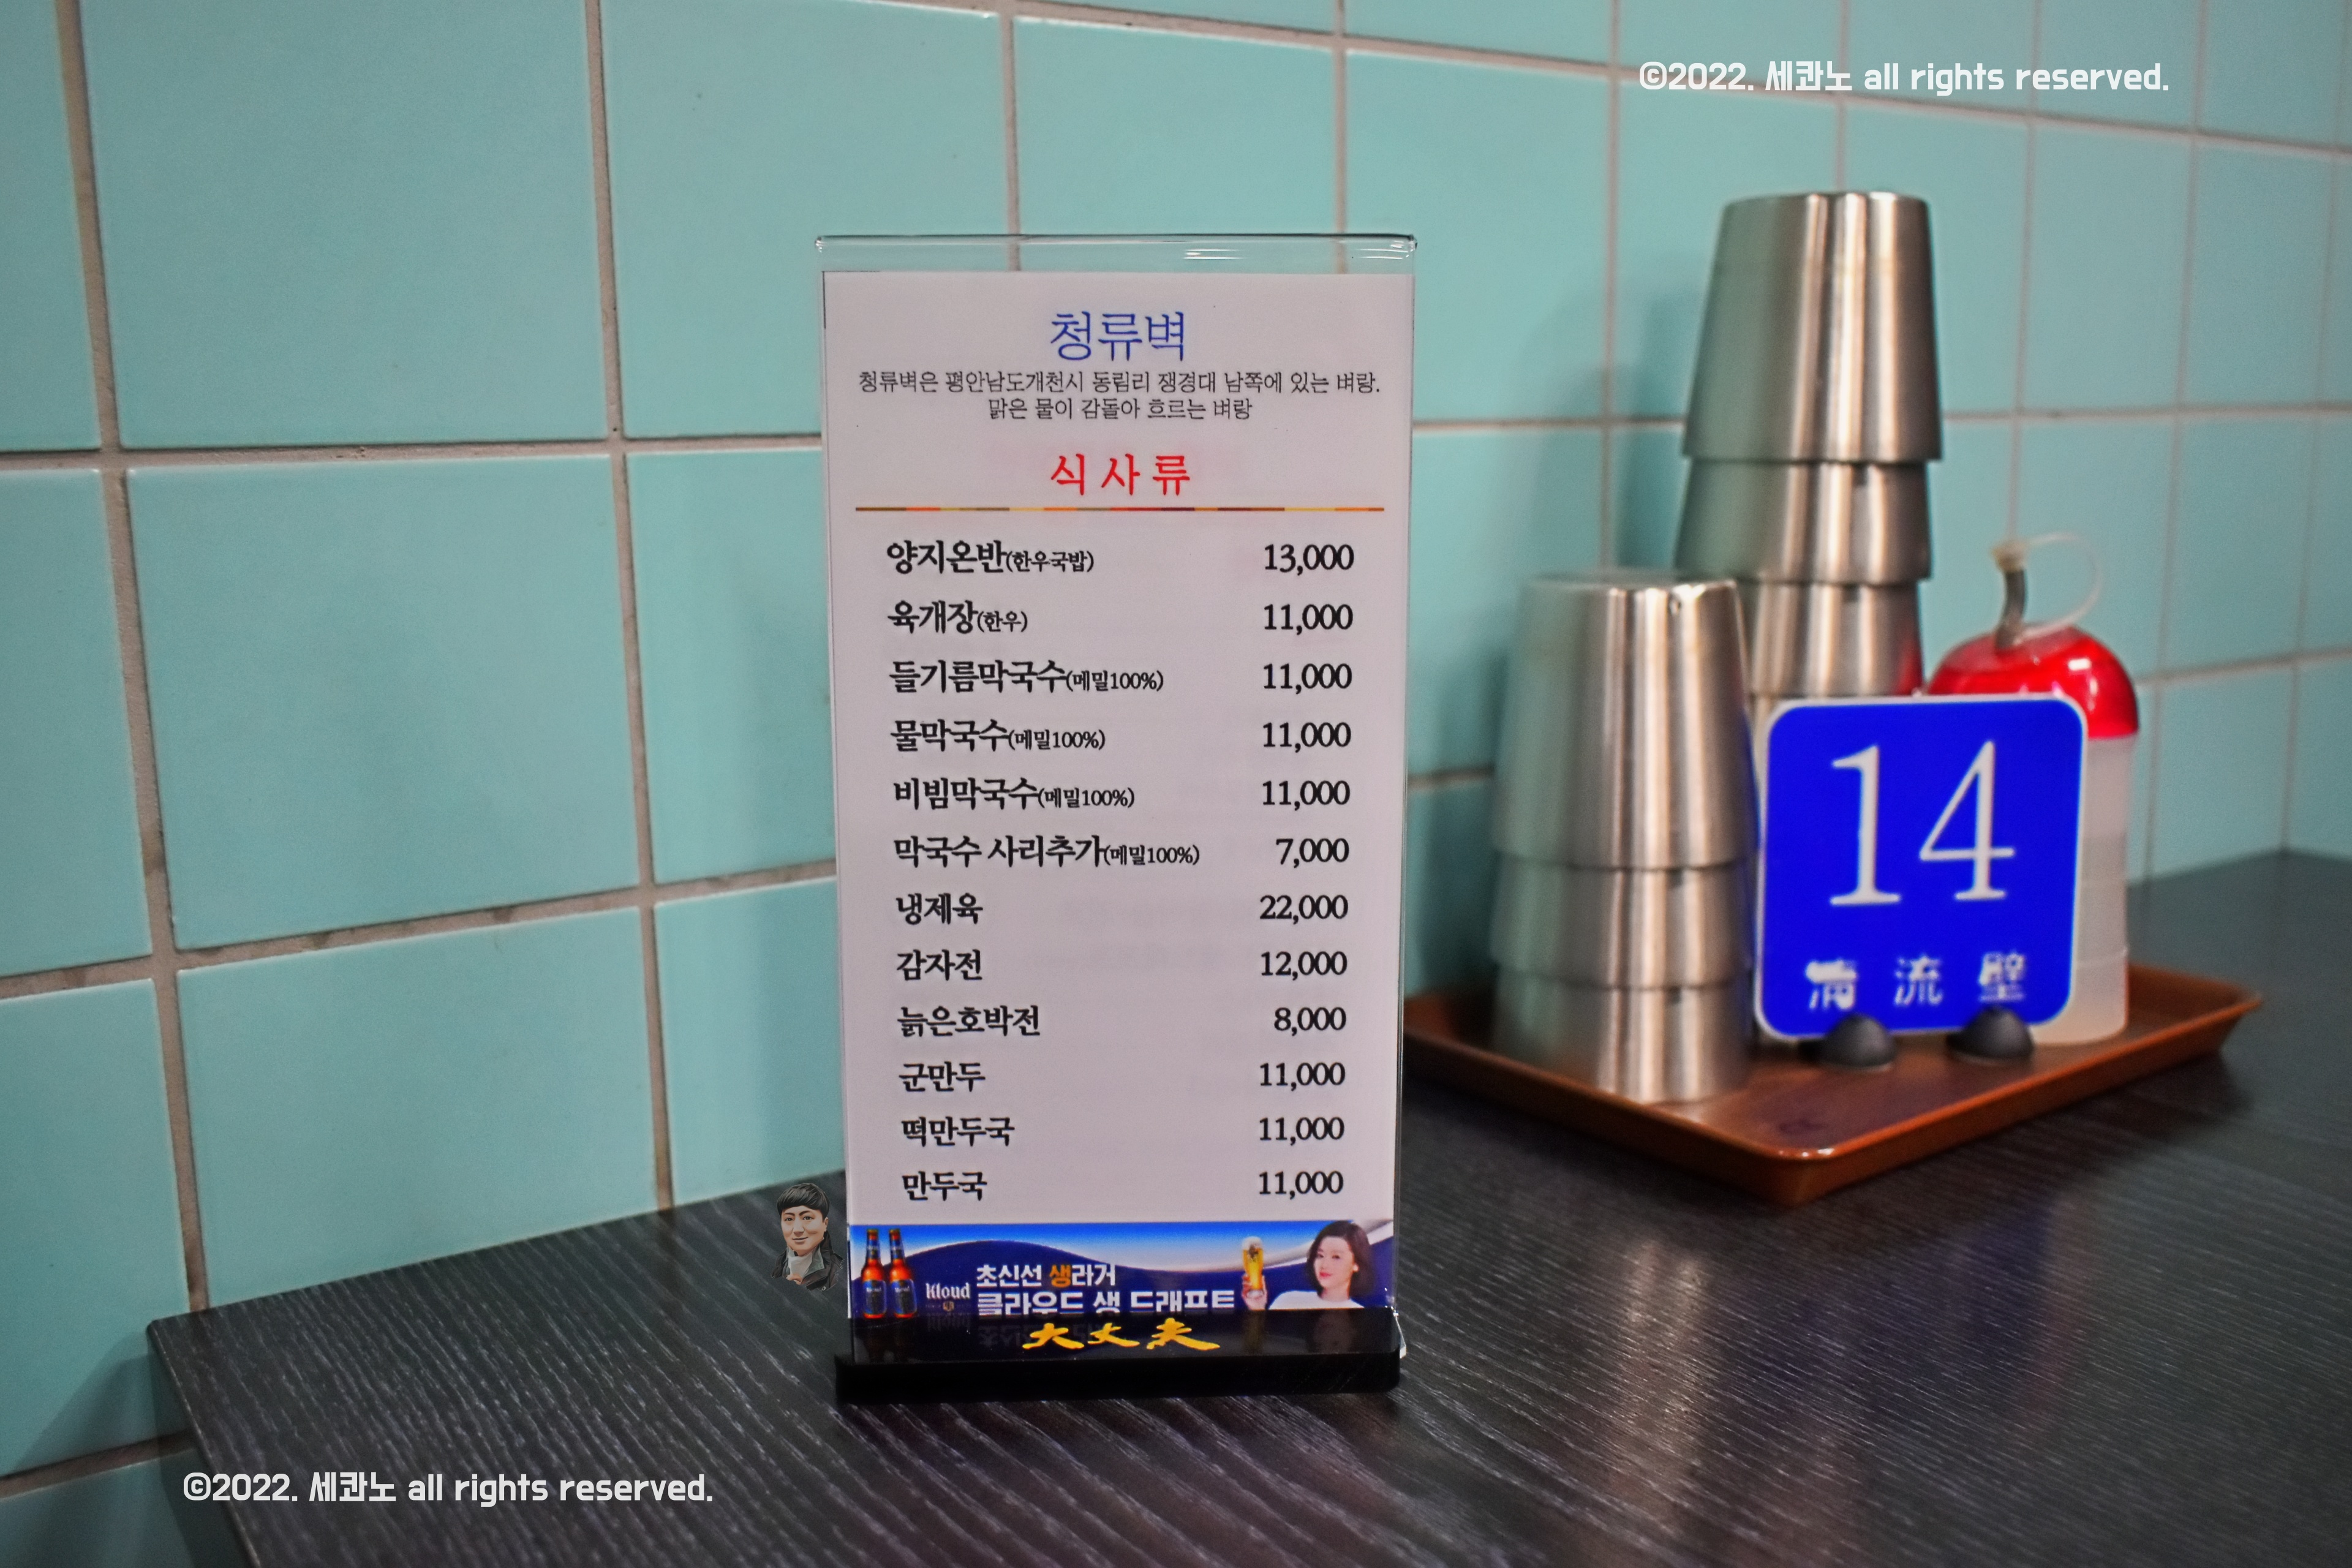 ©2022. 세콴노 all rights reserved.
청류벽
청류벽은 평안남도개천시 동림리 쟁경대 남쪽에 있는 벼랑.
맑은 물이 감돌아 흐르는 벼랑
식사류
양지온반(한우국밥) 13,000
육개장(한우) 11,000
들기름막국수(메밀100%) 11,000
물막국수(메밀100%) 11,000
비빔막국수(메밀100%) 11,000
막국수 사리추가(메밀100%) 7,000
냉제육 22,000
감자전 12,000
늙은호박전 8,000
군만두 11,000
떡만두국 11,000
만두국 11,000
Kloud
초신선 생라거
클라우드 생 드래프트
大丈夫
14
清流壁
©2022. 세콴노 all rights reserved.